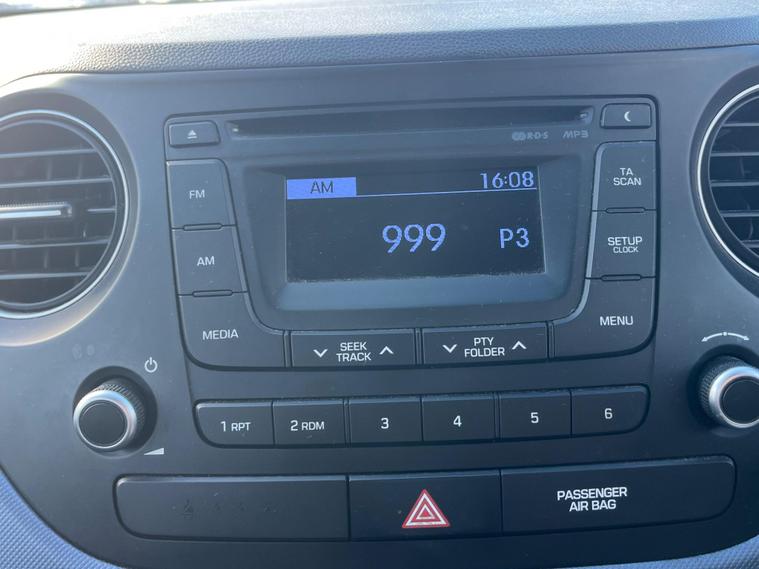 R·D·S MP3
AM 16:08
999 P3
FM
AM
MEDIA
TA
SCAN
SETUP
CLOCK
MENU
SEEK
TRACK
PTY
FOLDER
1 RPT 2 RDM 3 4 5 6
PASSENGER
AIR BAG